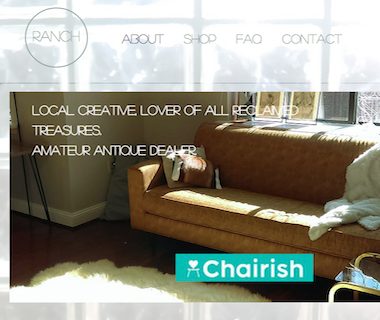 RANCH
ABOUT SHOP FAQ CONTACT
LOCAL CREATIVE, LOVER OF ALL RECLAIMED
TREASURES.
AMATEUR ANTIQUE DEALER.
Chairish